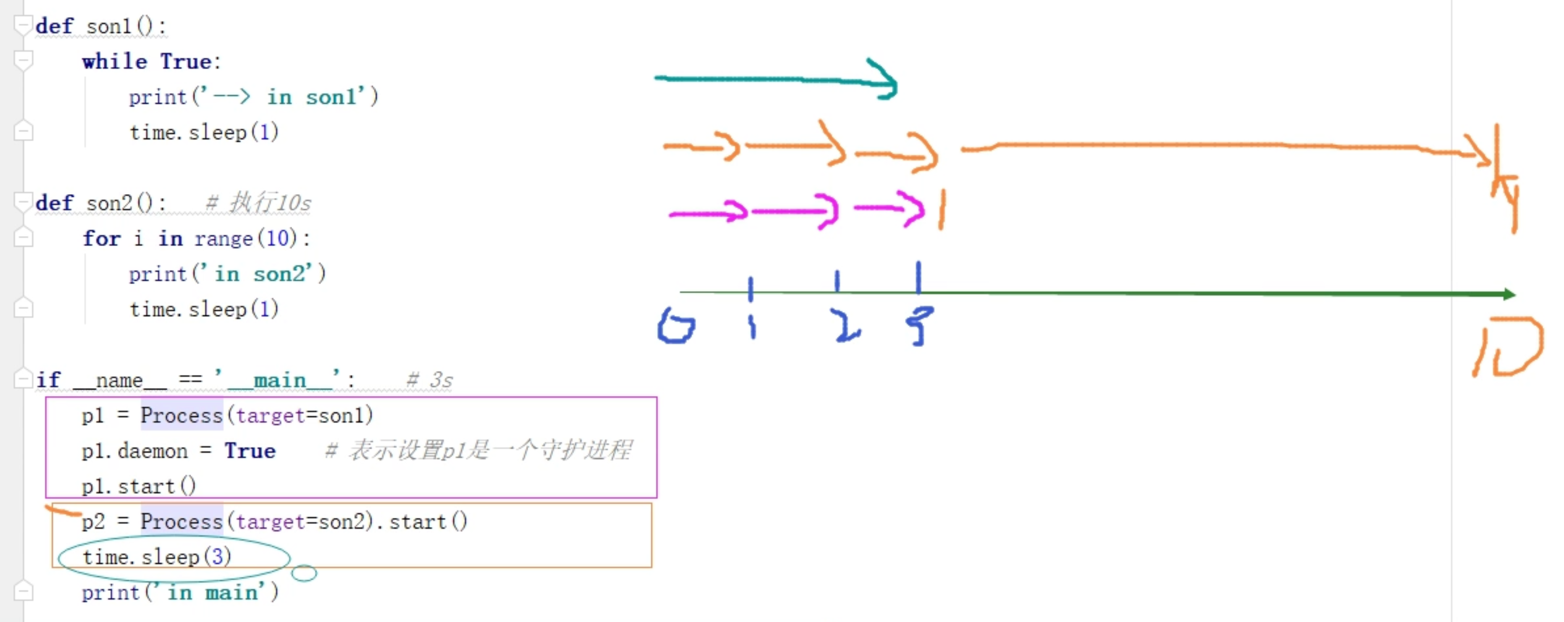 def son1():
    while True:
        print('--> in son1')
        time.sleep(1)
def son2():   # 执行10s
    for i in range(10):
        print('in son2')
        time.sleep(1)
if __name__ == '__main__':    # 3s
    p1 = Process(target=son1)
    p1.daemon = True    # 表示设置p1是一个守护进程
    p1.start()
    p2 = Process(target=son2).start()
    time.sleep(3)
    print('in main')
0 1 2 3
10